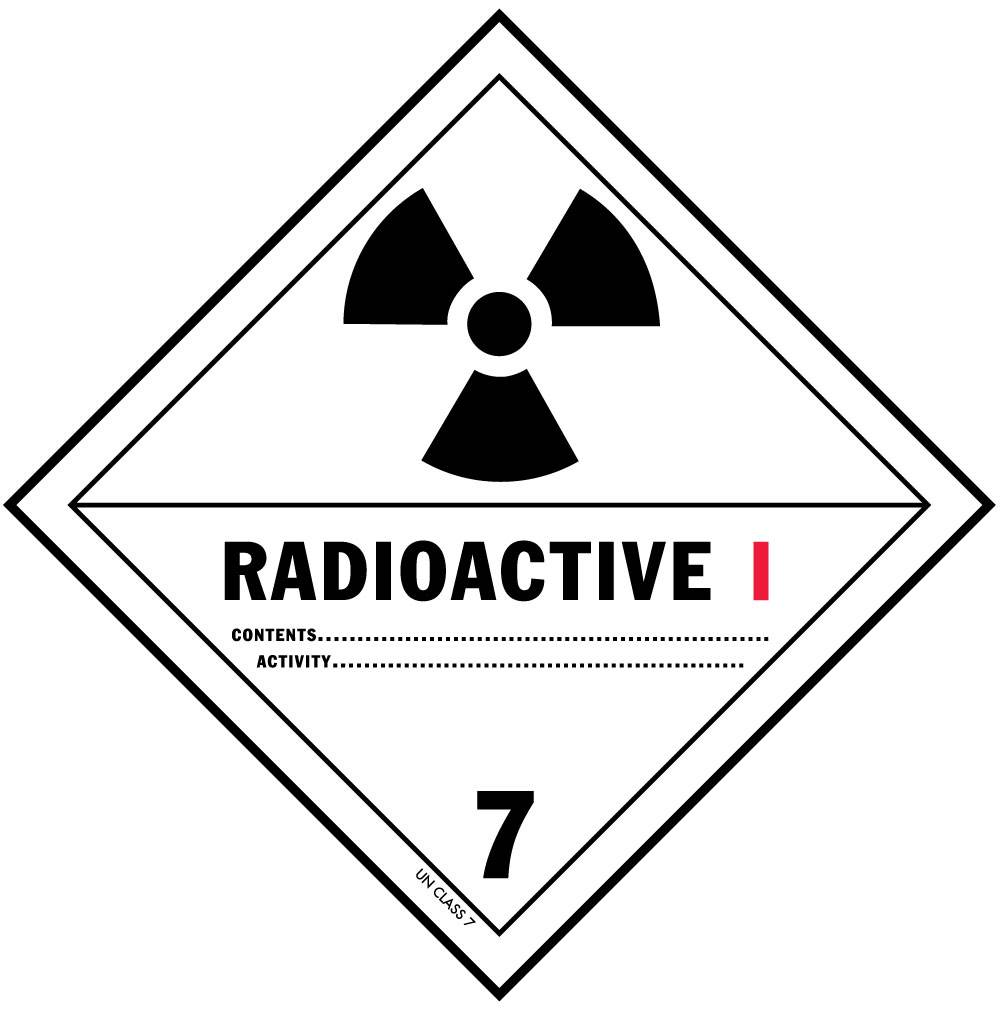 RADIOACTIVE I
CONTENTS.........................................................
ACTIVITY....................................................
7
UN CLASS 7